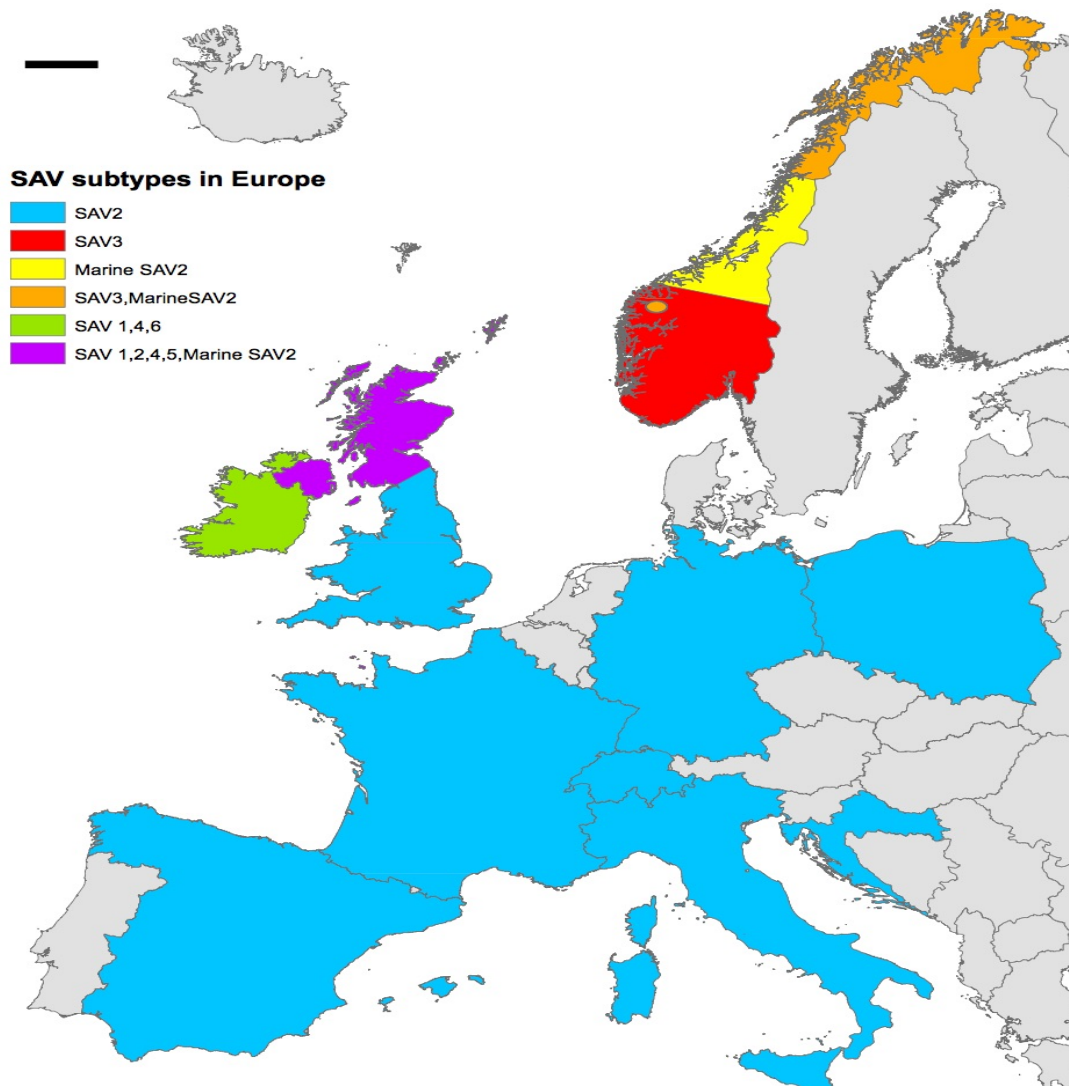 SAV subtypes in Europe
SAV2
SAV3
Marine SAV2
SAV3,MarineSAV2
SAV 1,4,6
SAV 1,2,4,5,Marine SAV2